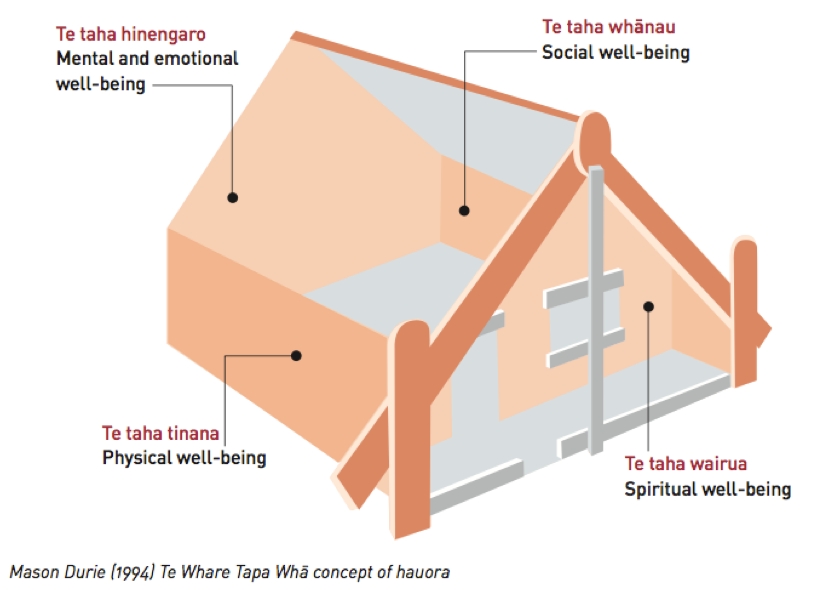 Te taha hinengaro
Mental and emotional
well-being
Te taha whānau
Social well-being
Te taha tinana
Physical well-being
Te taha wairua
Spiritual well-being
Mason Durie (1994) Te Whare Tapa Whā concept of hauora